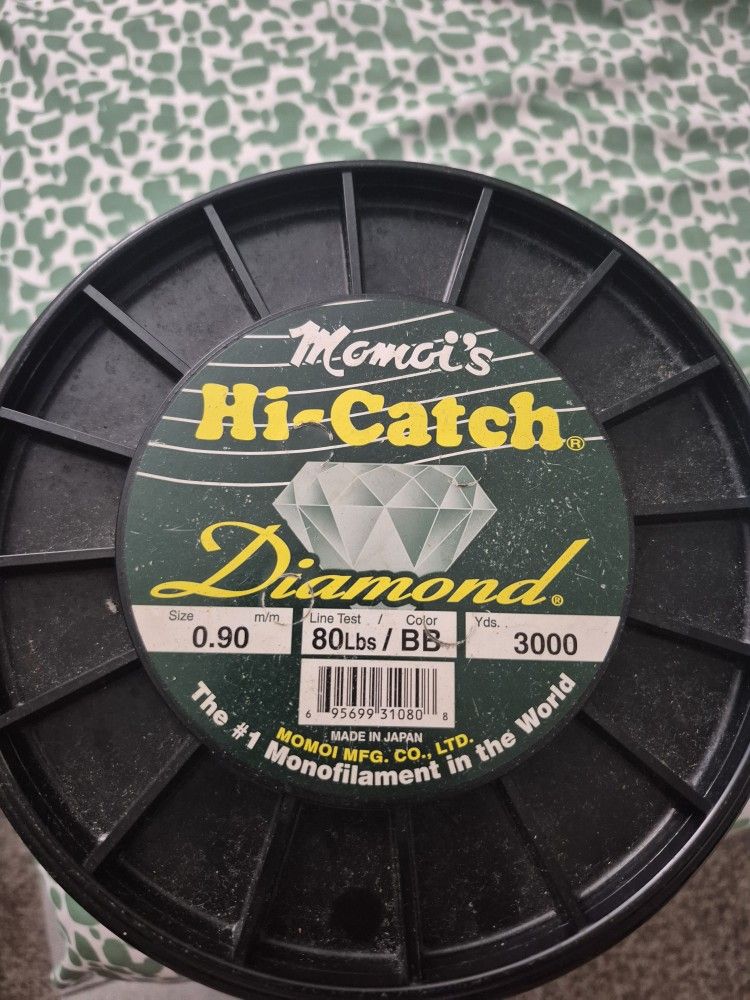 Momoi's
Hi-Catch®
Diamond®
Size m/m Line Test / Color Yds.
0.90 80Lbs / BB 3000
6 95699 31080 8
MADE IN JAPAN
MOMOI MFG. CO., LTD.
The #1 Monofilament in the World